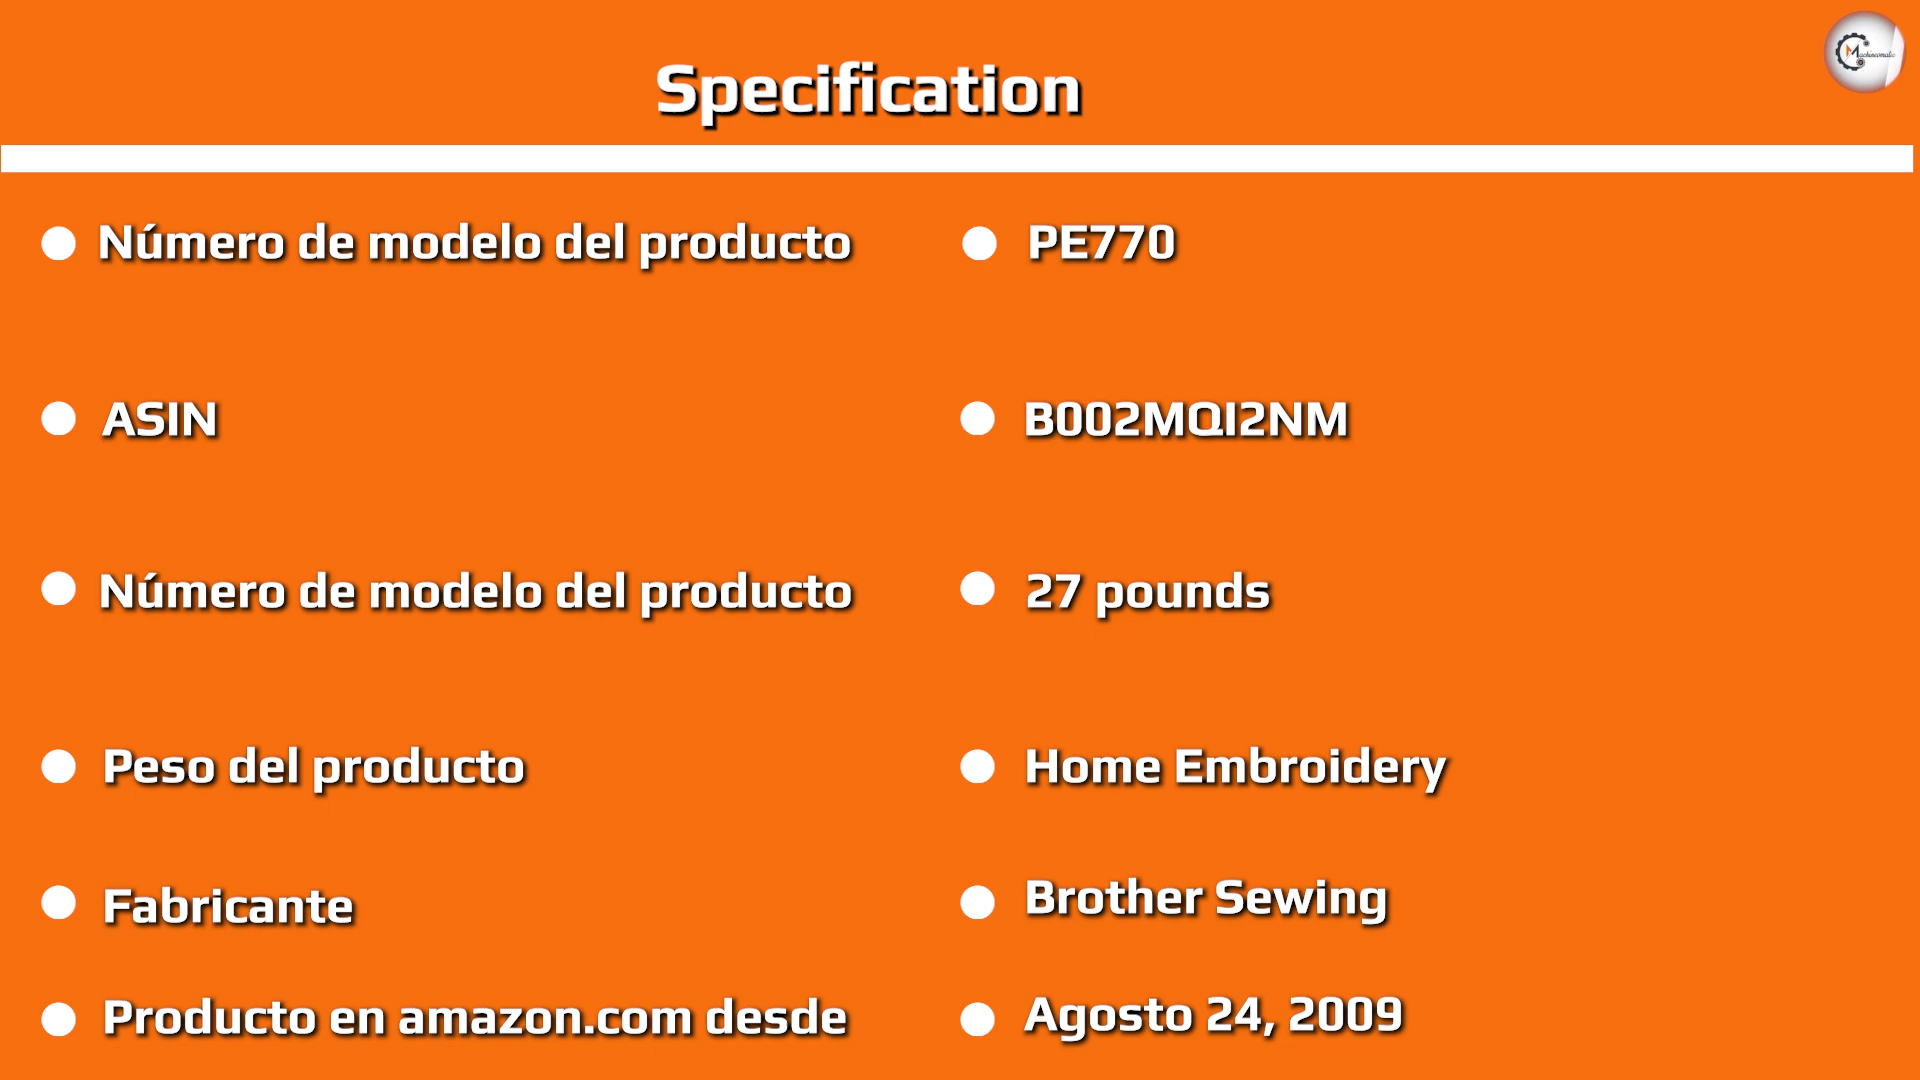 Machineomatic
Specification
Número de modelo del producto
PE770
ASIN
B002MQI2NM
Número de modelo del producto
27 pounds
Peso del producto
Home Embroidery
Fabricante
Brother Sewing
Producto en amazon.com desde
Agosto 24, 2009